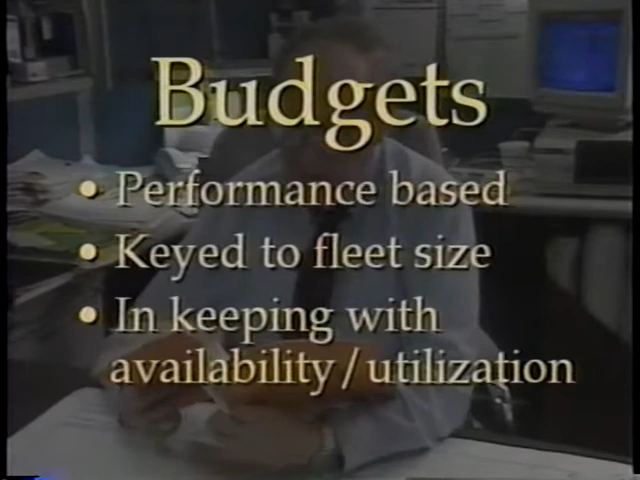 Budgets
• Performance based
• Keyed to fleet size
• In keeping with
availability / utilization